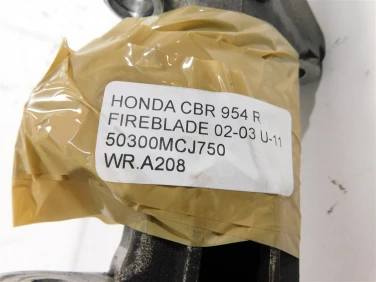 HONDA CBR 954 R
FIREBLADE 02-03 U-11
50300MCJ750
WR.A208